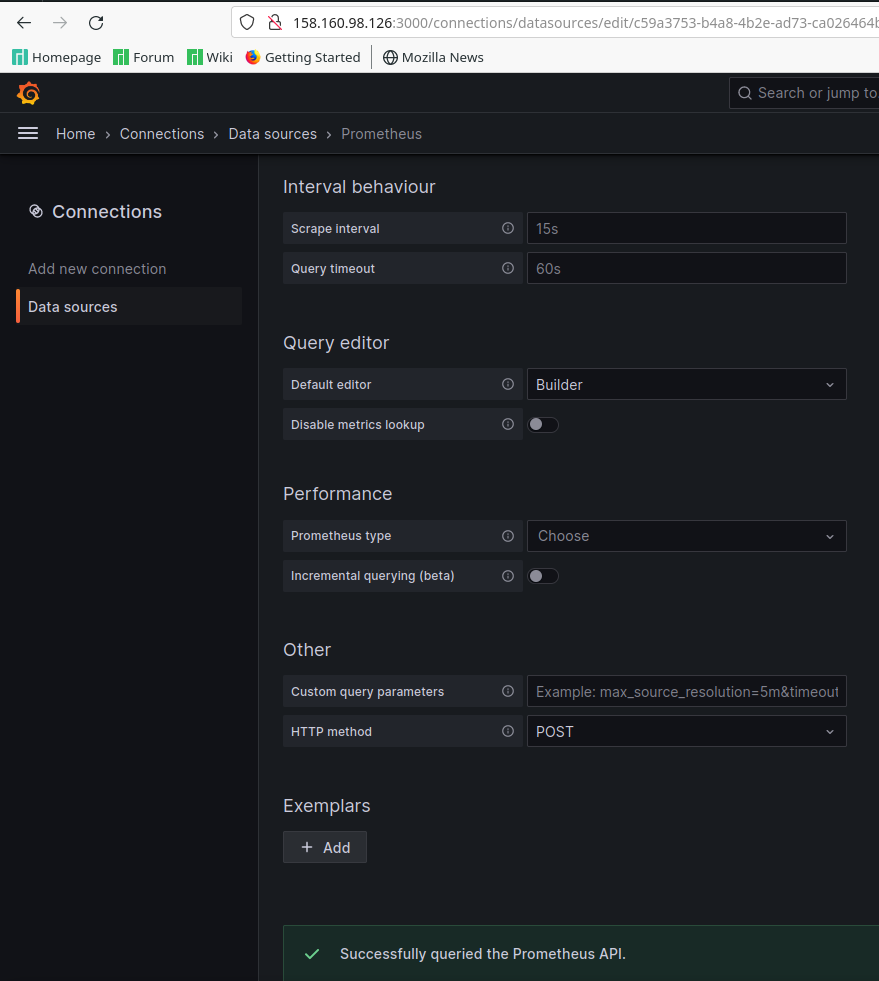 158.160.98.126:3000/connections/datasources/edit/c59a3753-b4a8-4b2e-ad73-ca026464b
Homepage Forum Wiki Getting Started Mozilla News
Search or jump to
Home › Connections › Data sources › Prometheus
Connections
Add new connection
Data sources
Interval behaviour
Scrape interval 15s
Query timeout 60s
Query editor
Default editor Builder
Disable metrics lookup
Performance
Prometheus type Choose
Incremental querying (beta)
Other
Custom query parameters Example: max_source_resolution=5m&timeout
HTTP method POST
Exemplars
+ Add
Successfully queried the Prometheus API.